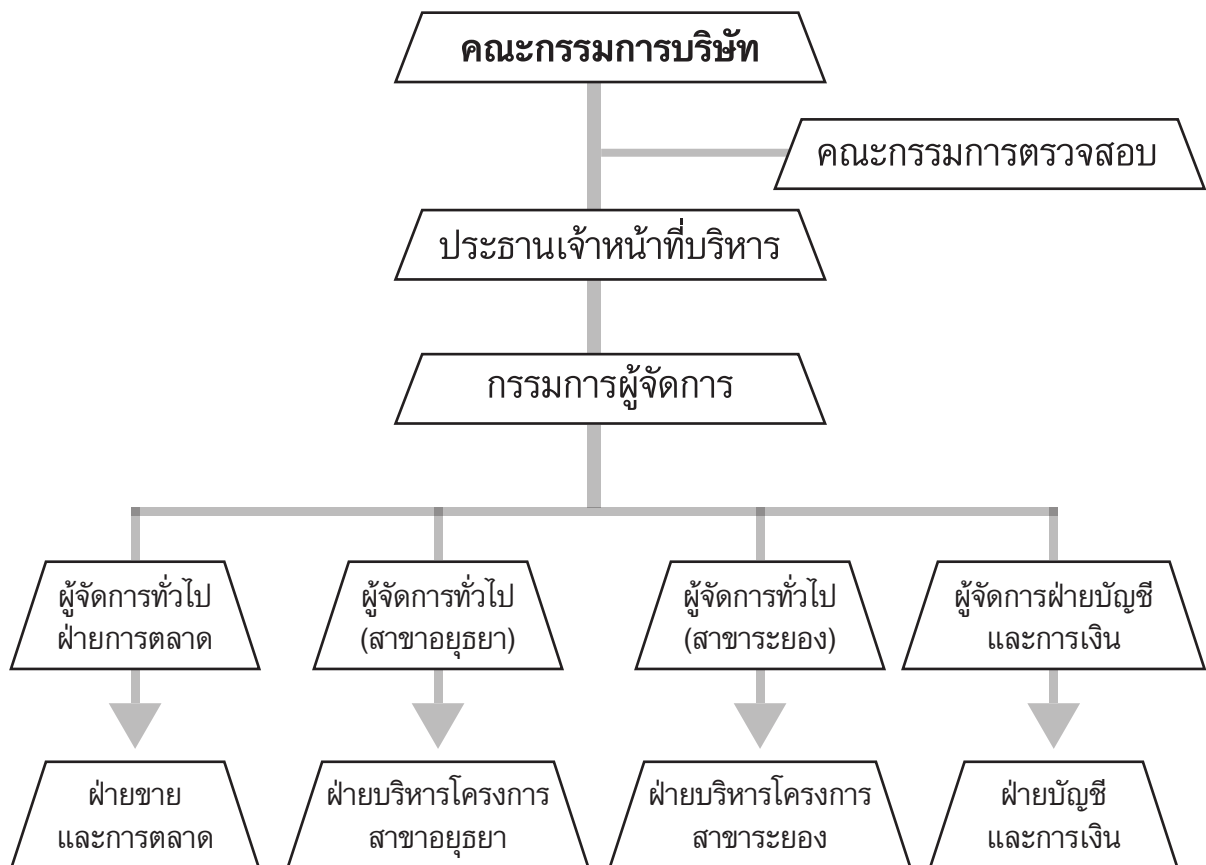 คณะกรรมการบริษัท
คณะกรรมการตรวจสอบ
ประธานเจ้าหน้าที่บริหาร
กรรมการผู้จัดการ
ผู้จัดการทั่วไป
ฝ่ายการตลาด
ผู้จัดการทั่วไป
(สาขาอยุธยา)
ผู้จัดการทั่วไป
(สาขาระยอง)
ผู้จัดการฝ่ายบัญชี
และการเงิน
ฝ่ายขาย
และการตลาด
ฝ่ายบริหารโครงการ
สาขาอยุธยา
ฝ่ายบริหารโครงการ
สาขาระยอง
ฝ่ายบัญชี
และการเงิน